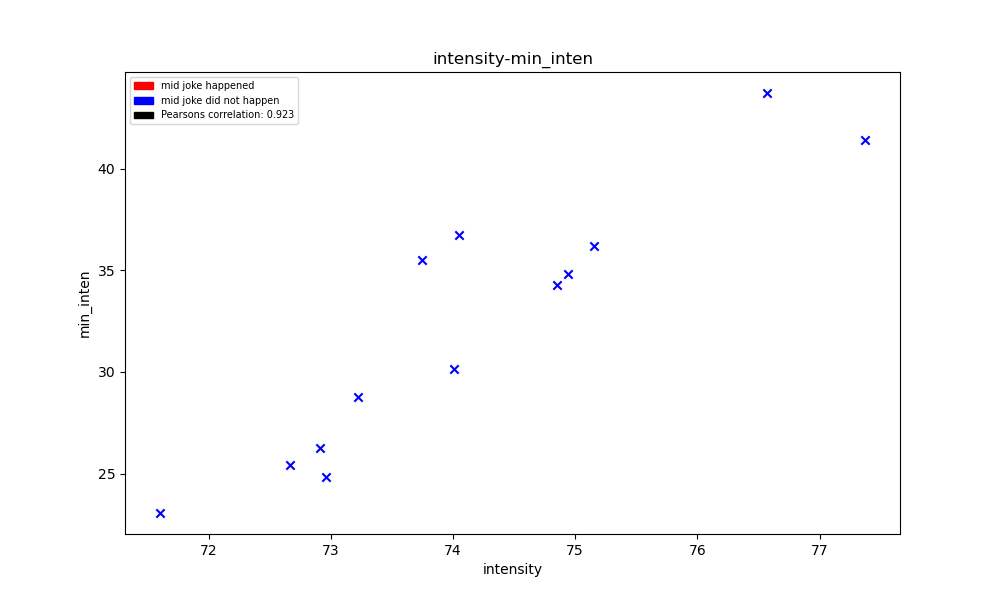 intensity-min_inten
mid joke happened
mid joke did not happen
Pearsons correlation: 0.923
min_inten
40
35
30
25
72 73 74 75 76 77
intensity